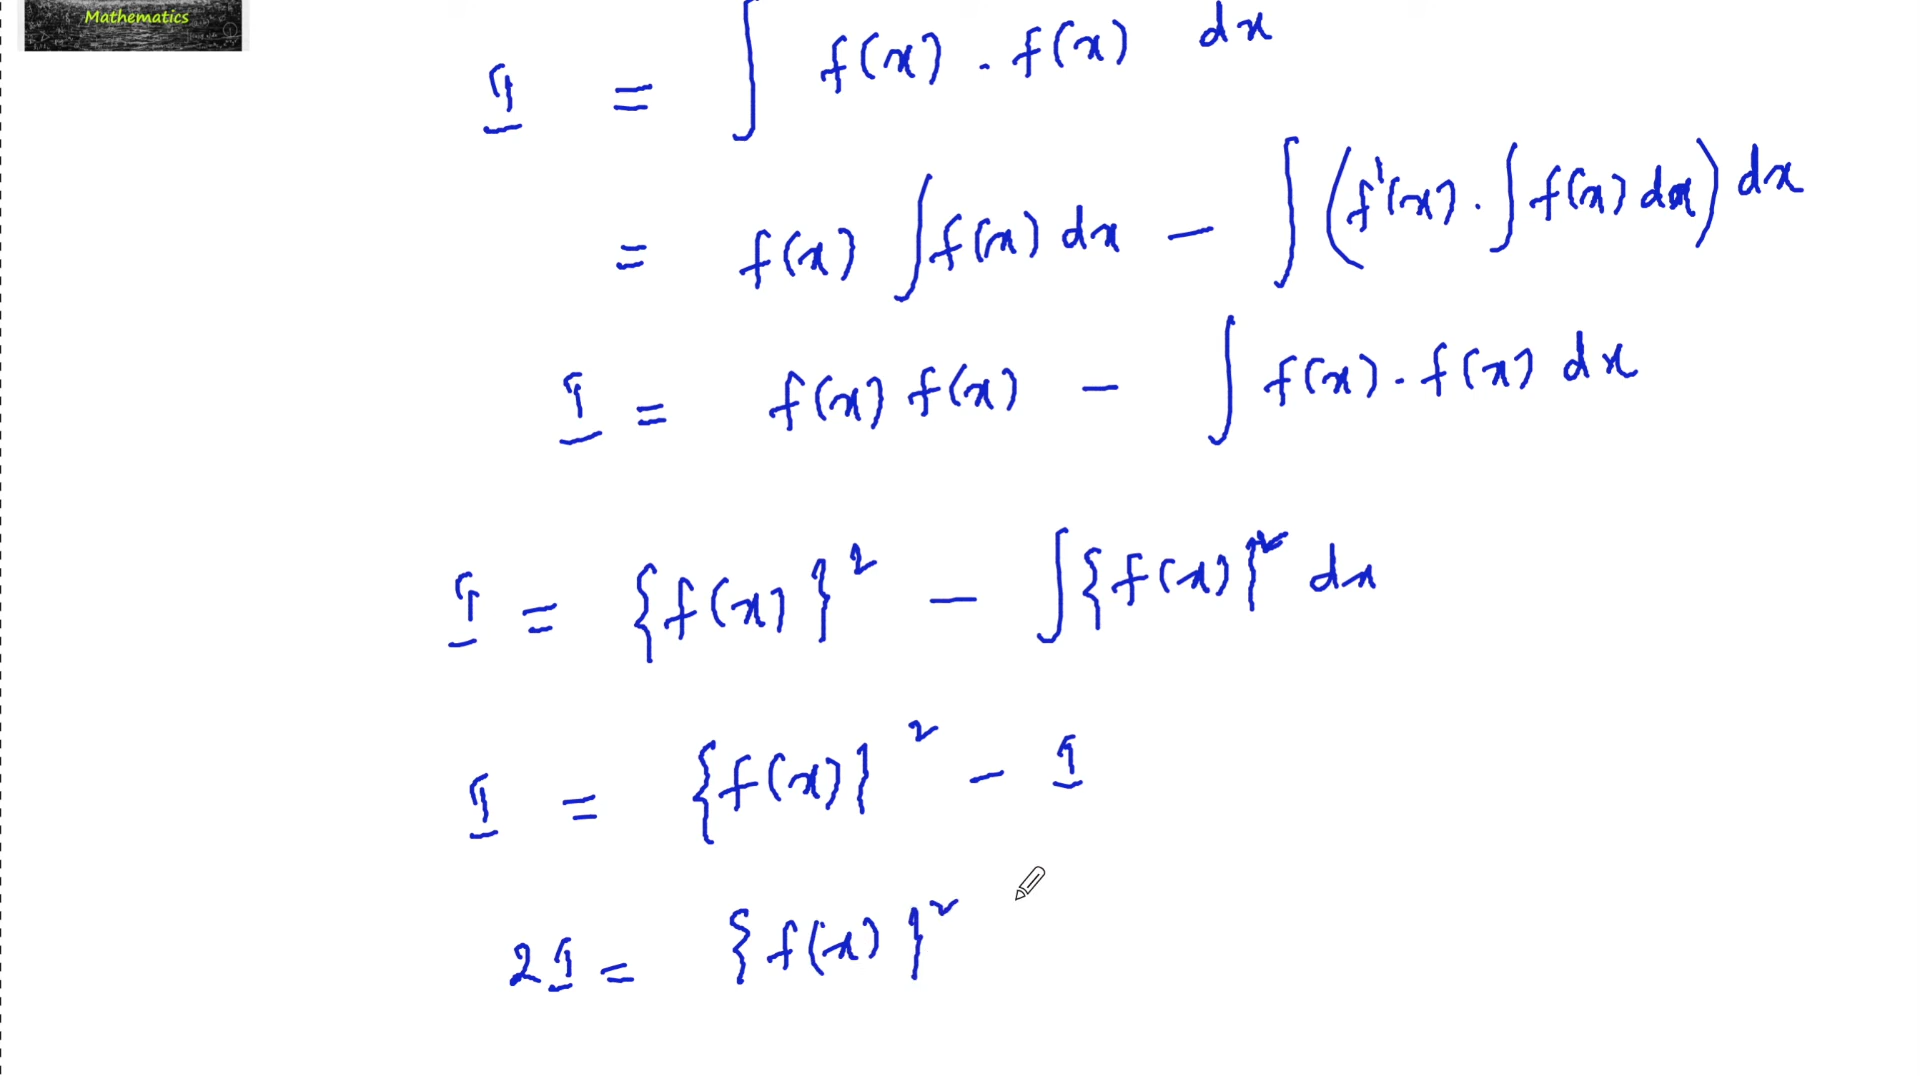 Mathematics
I = ∫ f(x) . f(x) dx
= f(x) ∫f(x) dx − ∫(f'(x) . ∫f(x) dx) dx
I = f(x) f(x) − ∫ f(x) . f(x) dx
I = {f(x)}² − ∫{f(x)}² dx
I = {f(x)}² − I
2I = {f(x)}²